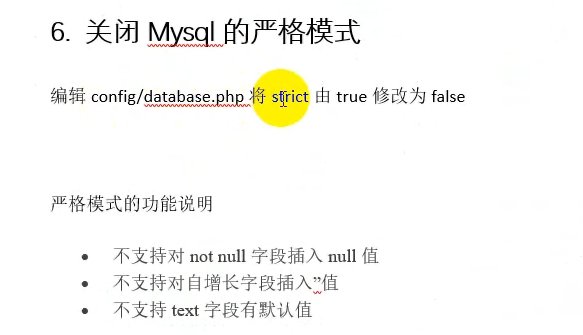 6. 关闭 Mysql 的严格模式
编辑 config/database.php 将 strict 由 true 修改为 false
严格模式的功能说明
• 不支持对 not null 字段插入 null 值
• 不支持对自增长字段插入”值
• 不支持 text 字段有默认值